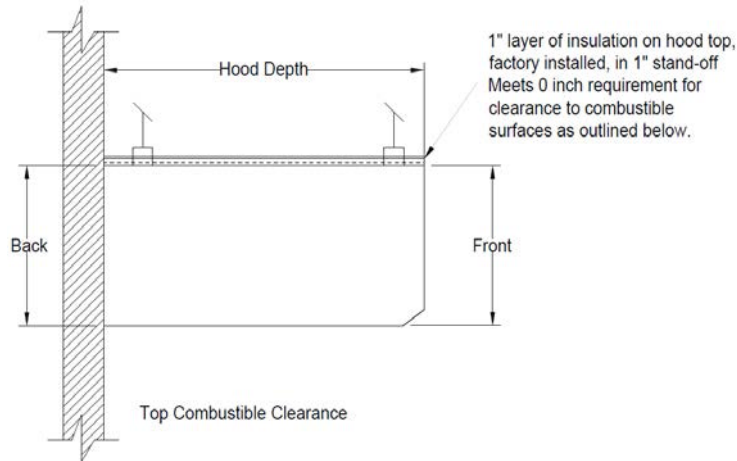 1" layer of insulation on hood top,
factory installed, in 1" stand-off
Meets 0 inch requirement for
clearance to combustible
surfaces as outlined below.
Hood Depth
Back
Front
Top Combustible Clearance